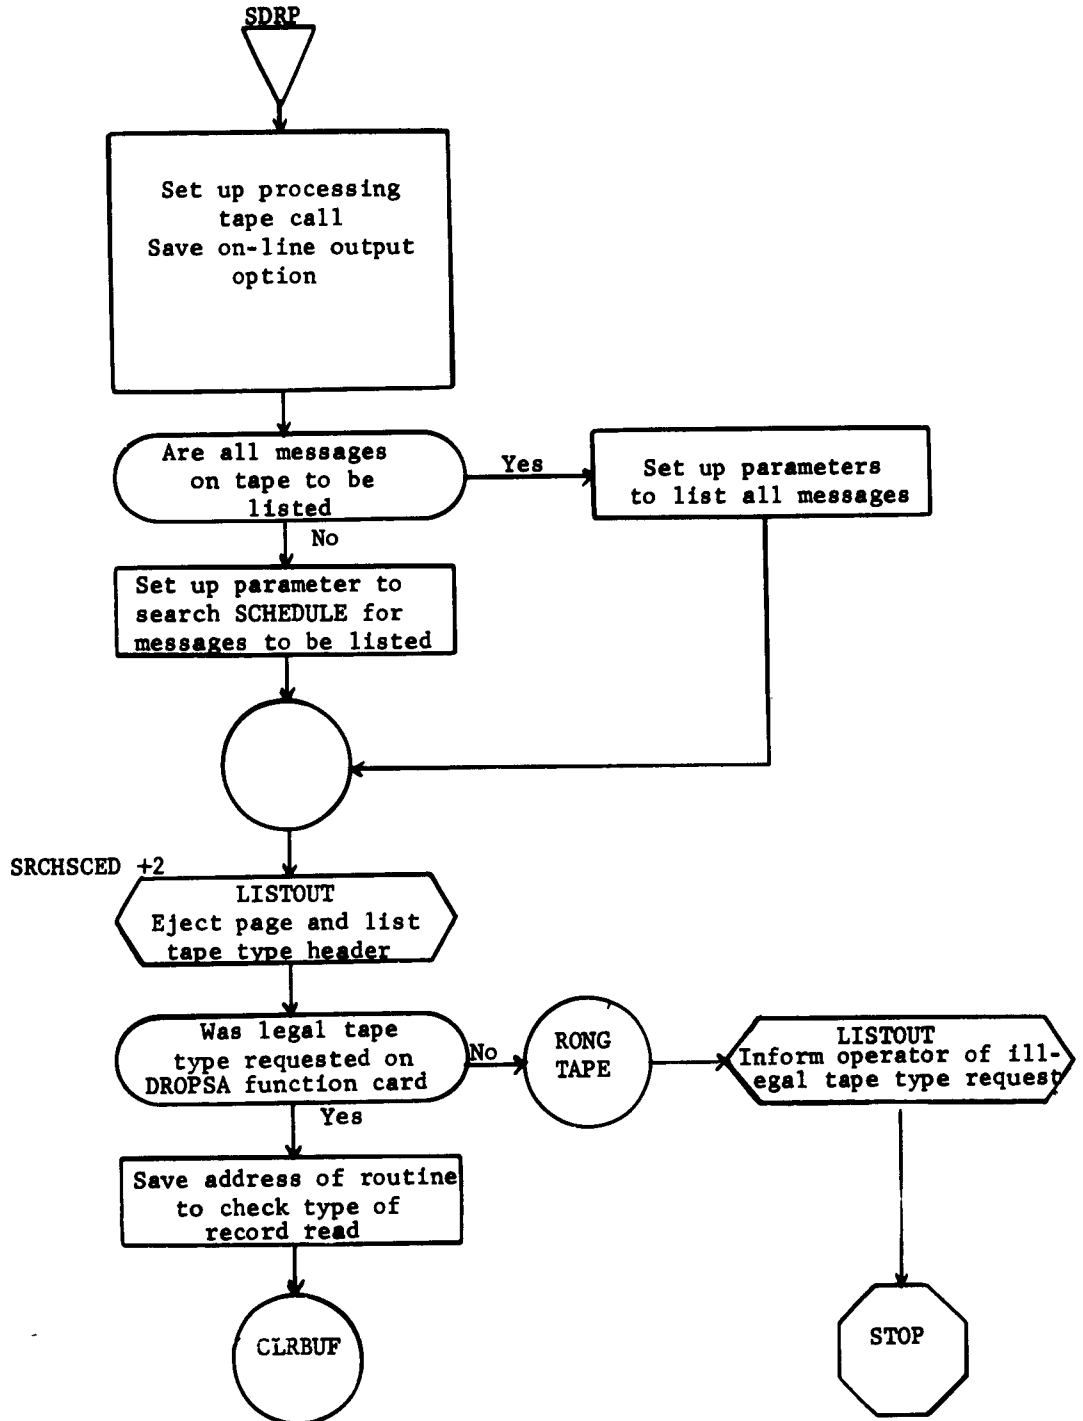 SDRP
Set up processing
tape call
Save on-line output
option
Are all messages
on tape to be
listed
Yes
Set up parameters
to list all messages
No
Set up parameter to
search SCHEDULE for
messages to be listed
SRCHSCED +2
LISTOUT
Eject page and list
tape type header
Was legal tape
type requested on
DROPSA function card
No
RONG
TAPE
LISTOUT
Inform operator of ill-
egal tape type request
Yes
Save address of routine
to check type of
record read
CLRBUF
STOP